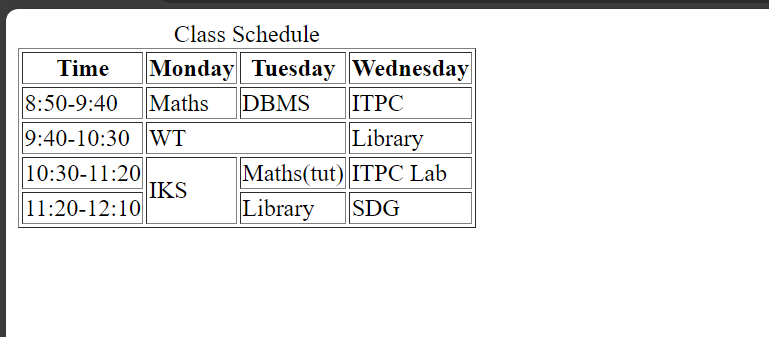 Class Schedule
Time Monday Tuesday Wednesday
8:50-9:40 Maths DBMS ITPC
9:40-10:30 WT Library
10:30-11:20 IKS Maths(tut) ITPC Lab
11:20-12:10 Library SDG